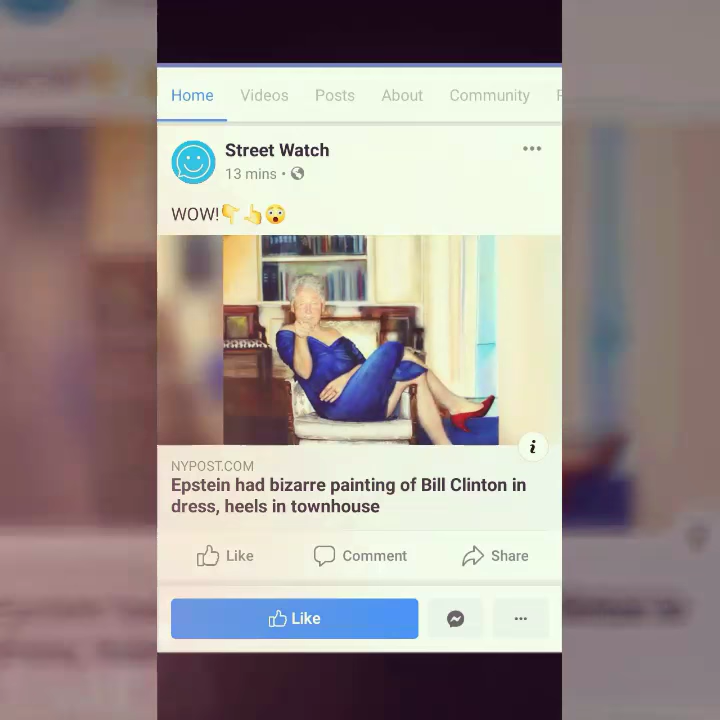 Home Videos Posts About Community
Street Watch
13 mins
WOW!👇👆😲
NYPOST.COM
Epstein had bizarre painting of Bill Clinton in
dress, heels in townhouse
Like Comment Share
Like